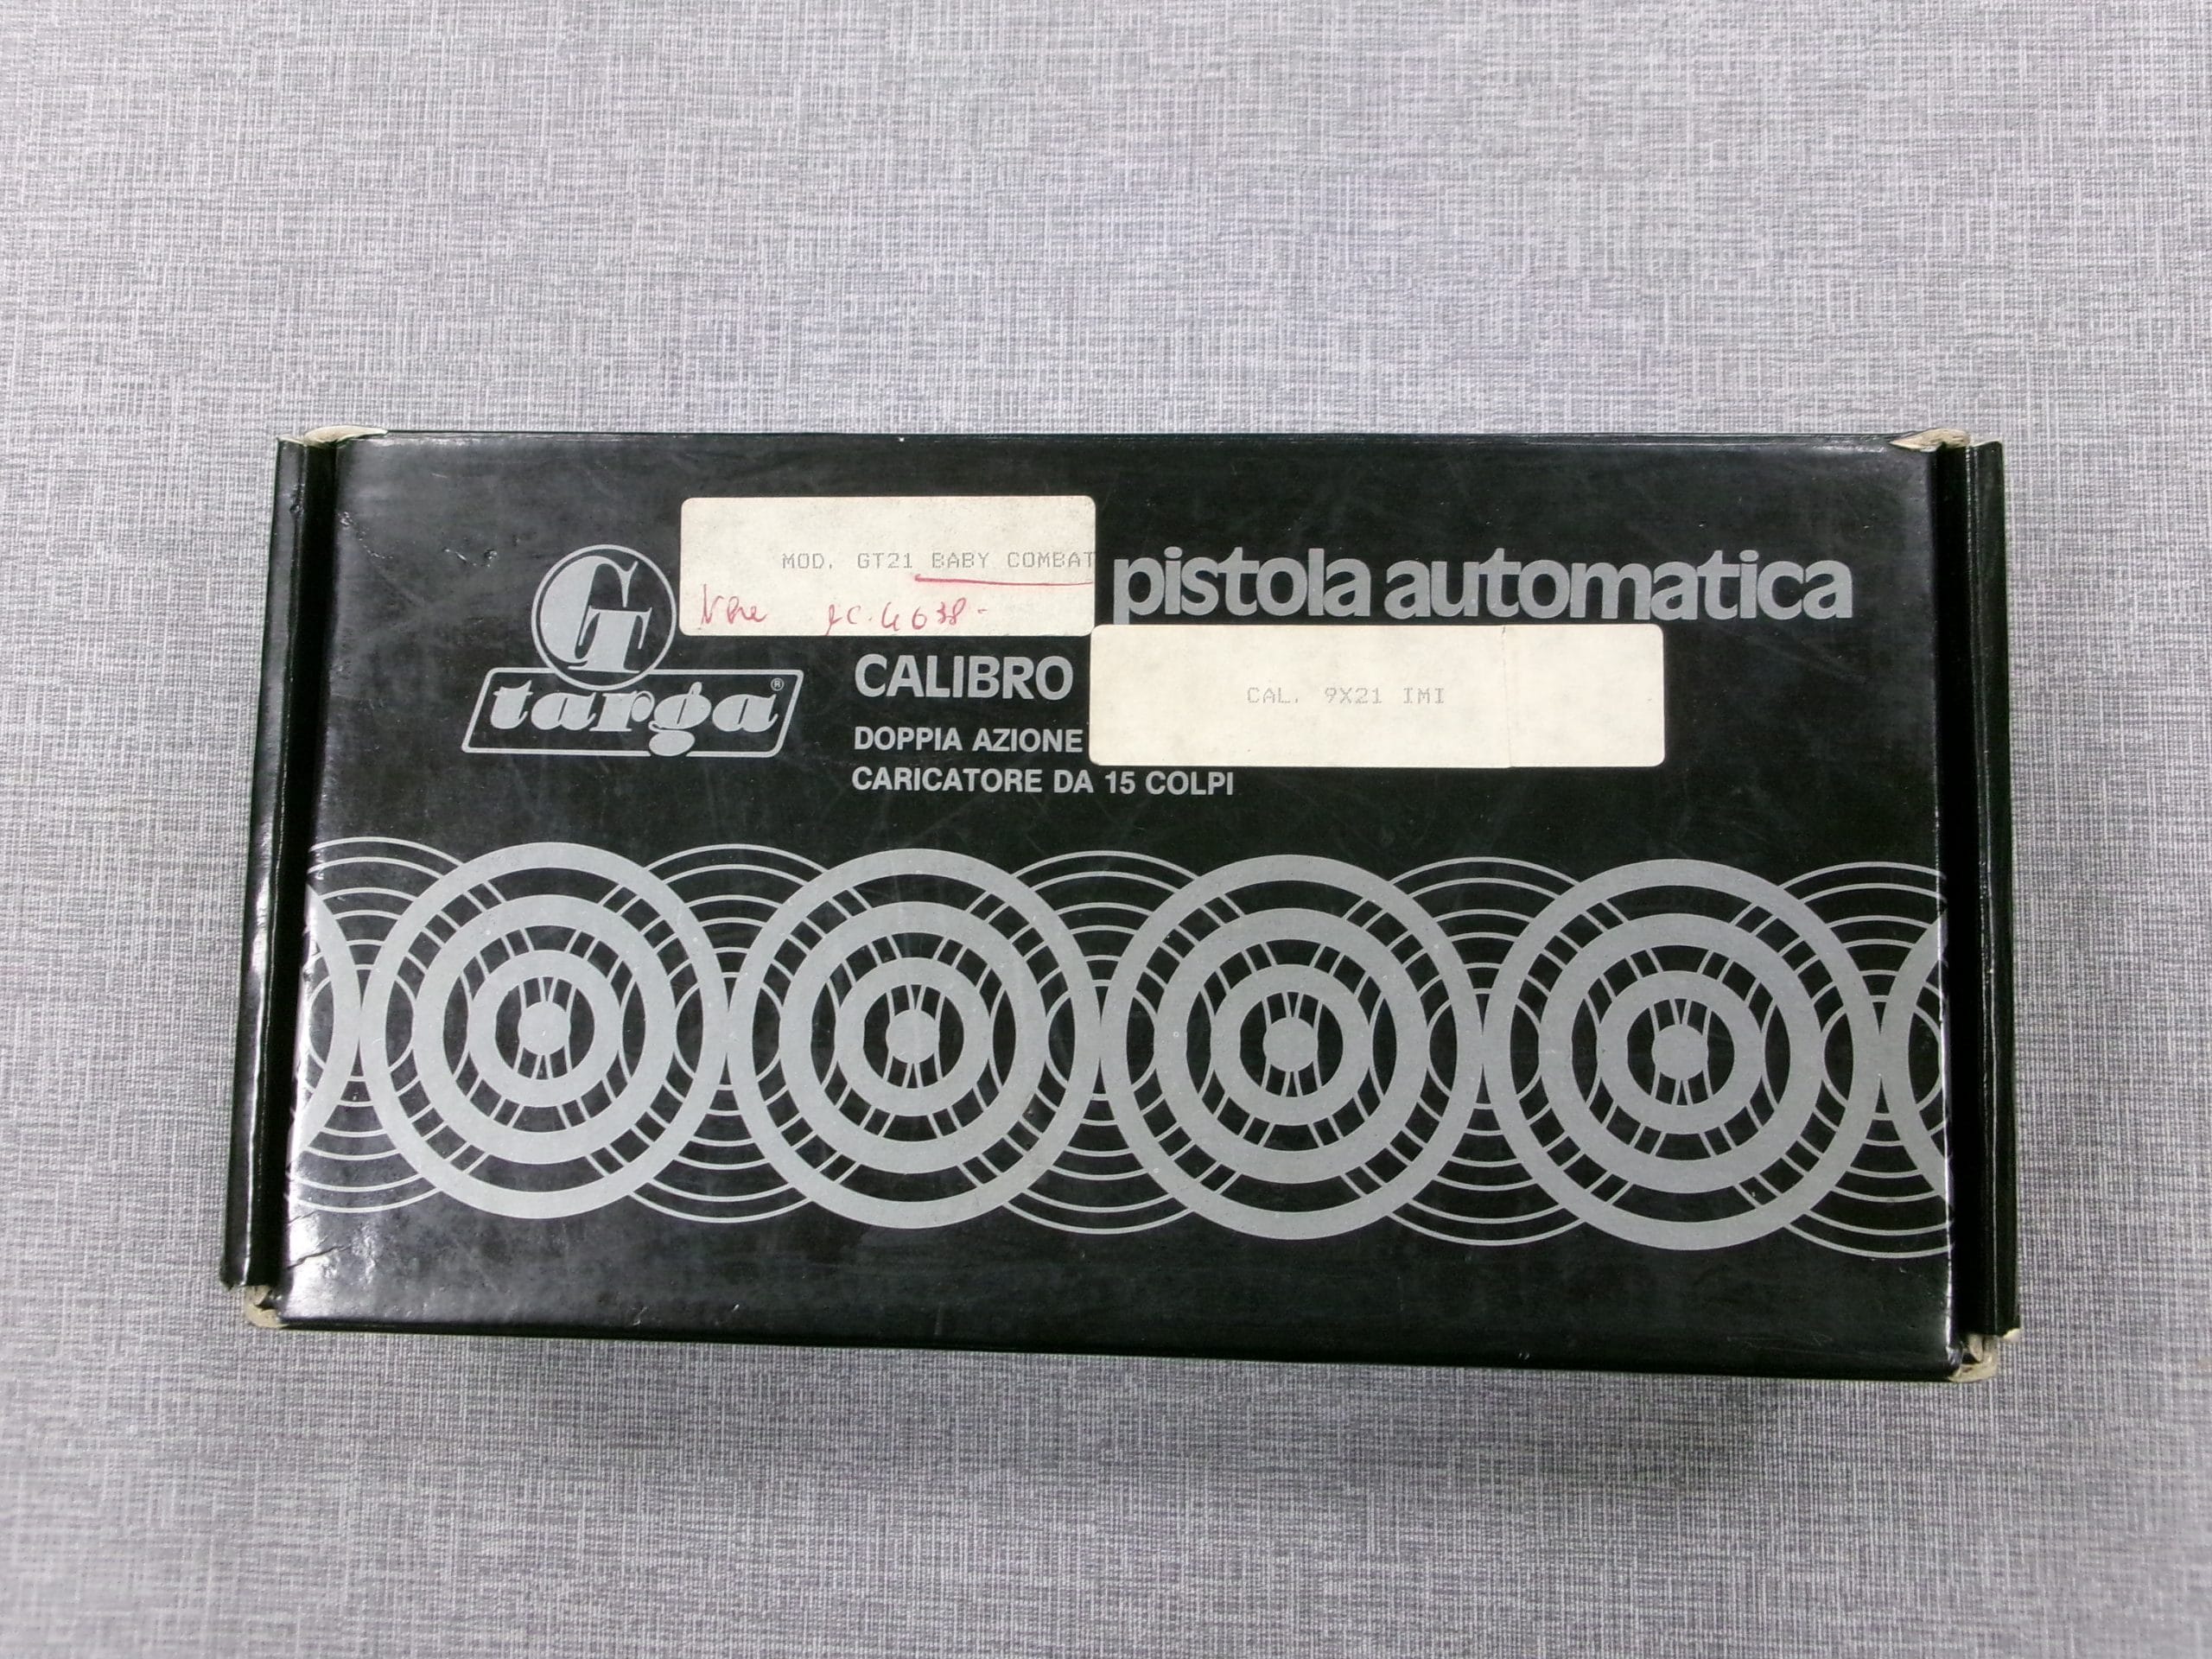 MOD. GT21 BABY COMBAT
pistola automatica
GT
targa®
CALIBRO
CAL. 9X21 IMI
DOPPIA AZIONE
CARICATORE DA 15 COLPI